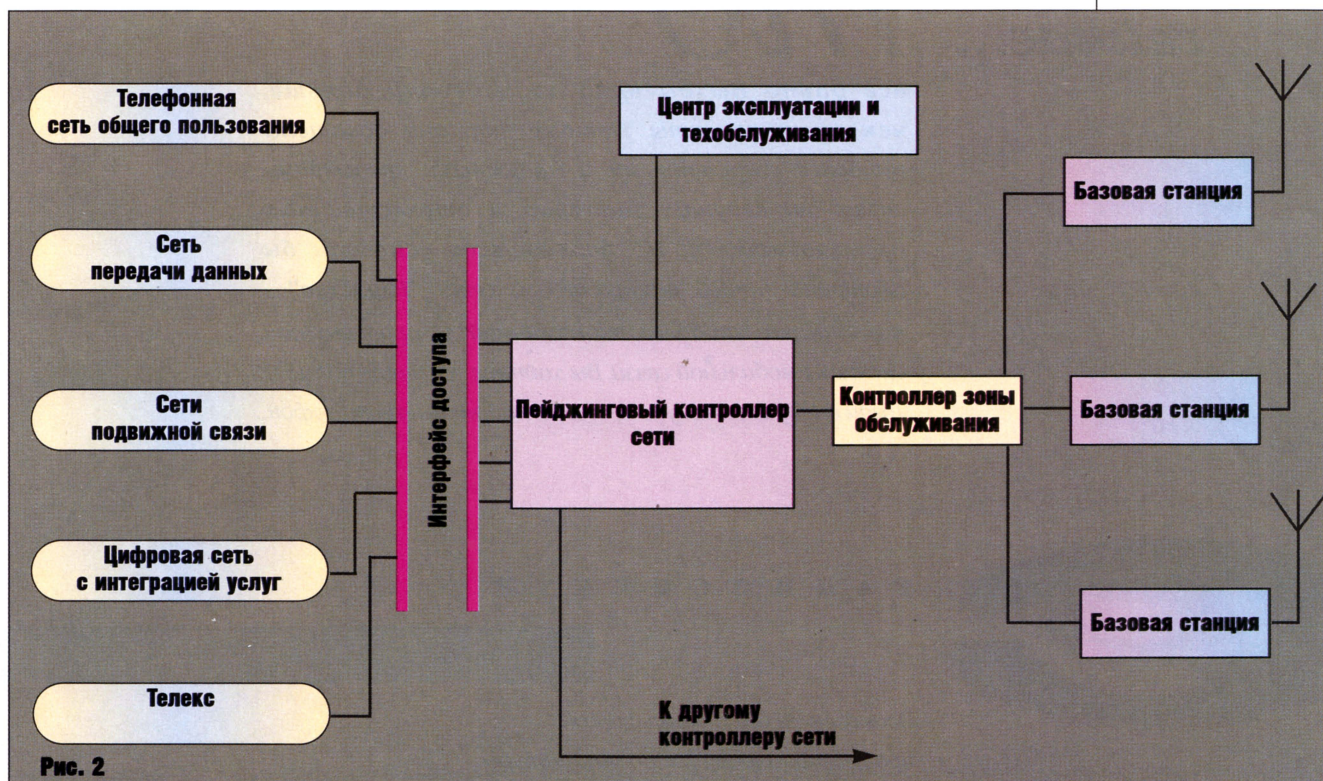 Телефонная
сеть общего пользования
Сеть
передачи данных
Сети
подвижной связи
Цифровая сеть
с интеграцией услуг
Телекс
Интерфейс доступа
Центр эксплуатации и
техобслуживания
Пейджинговый контроллер
сети
Контроллер зоны
обслуживания
Базовая станция
Базовая станция
Базовая станция
К другому
контроллеру сети
Рис. 2